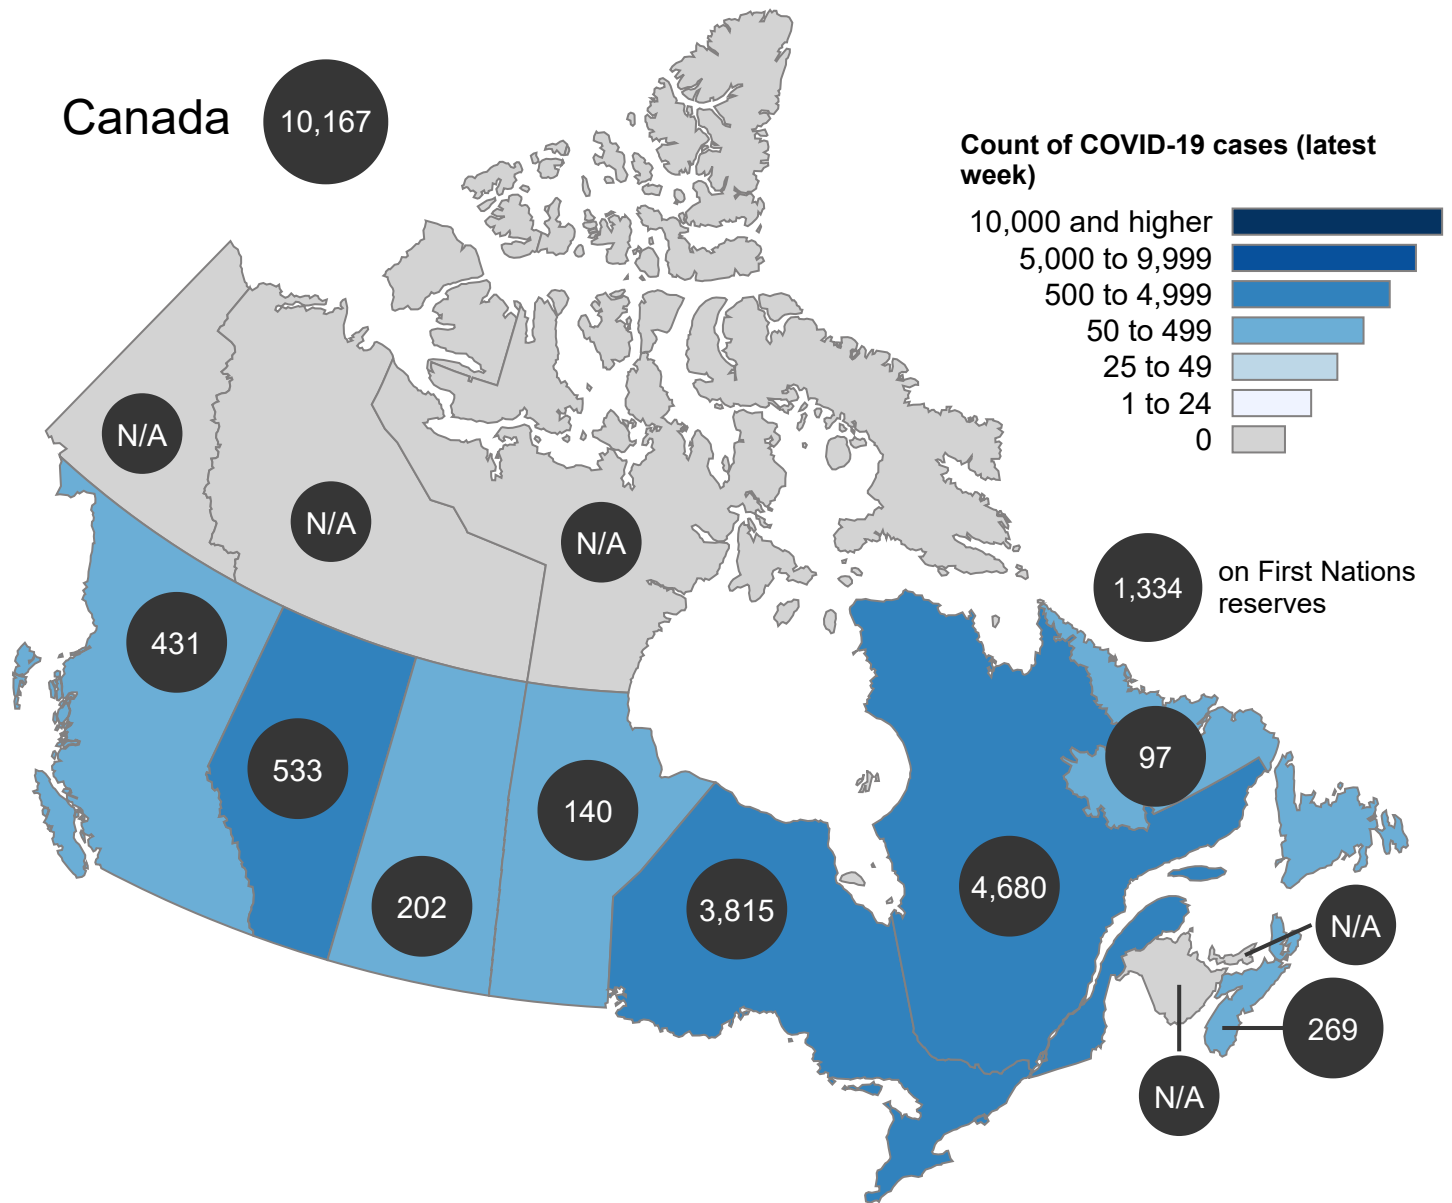 Canada
10,167
Count of COVID-19 cases (latest
week)
10,000 and higher
5,000 to 9,999
500 to 4,999
50 to 499
25 to 49
1 to 24
0
N/A
N/A
N/A
1,334
on First Nations
reserves
431
533
202
140
3,815
4,680
97
N/A
269
N/A